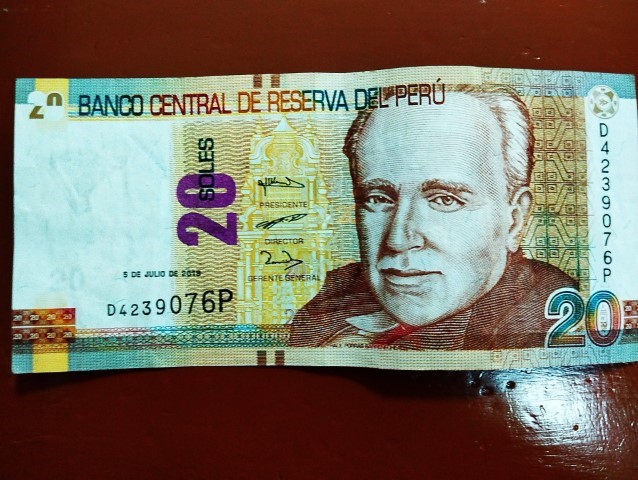 20 BANCO CENTRAL DE RESERVA DEL PERÚ
20 SOLES
PRESIDENTE
DIRECTOR
GERENTE GENERAL
5 DE JULIO DE 2018
D4239076P
D4239076P
20